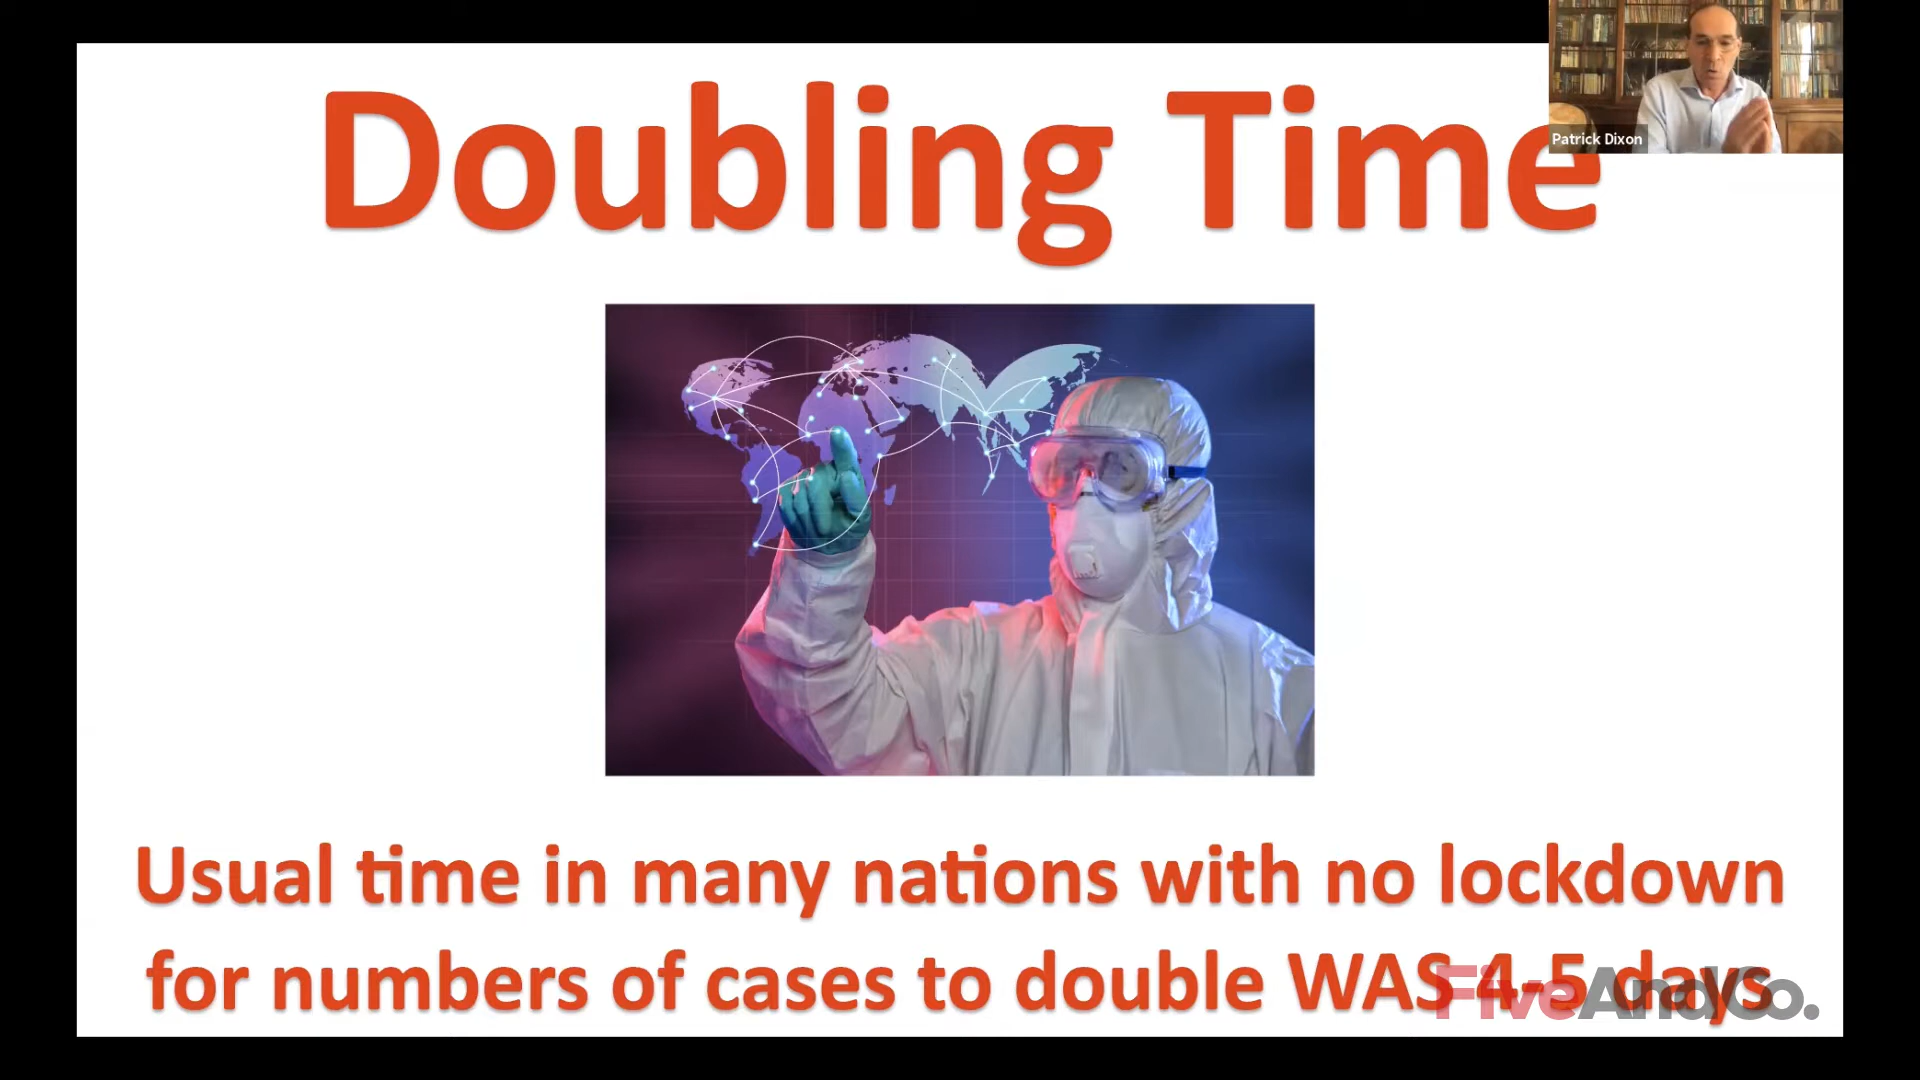 Doubling Time
Patrick Dixon
Usual time in many nations with no lockdown
for numbers of cases to double WAS 4-5 days
FiveAndCo.